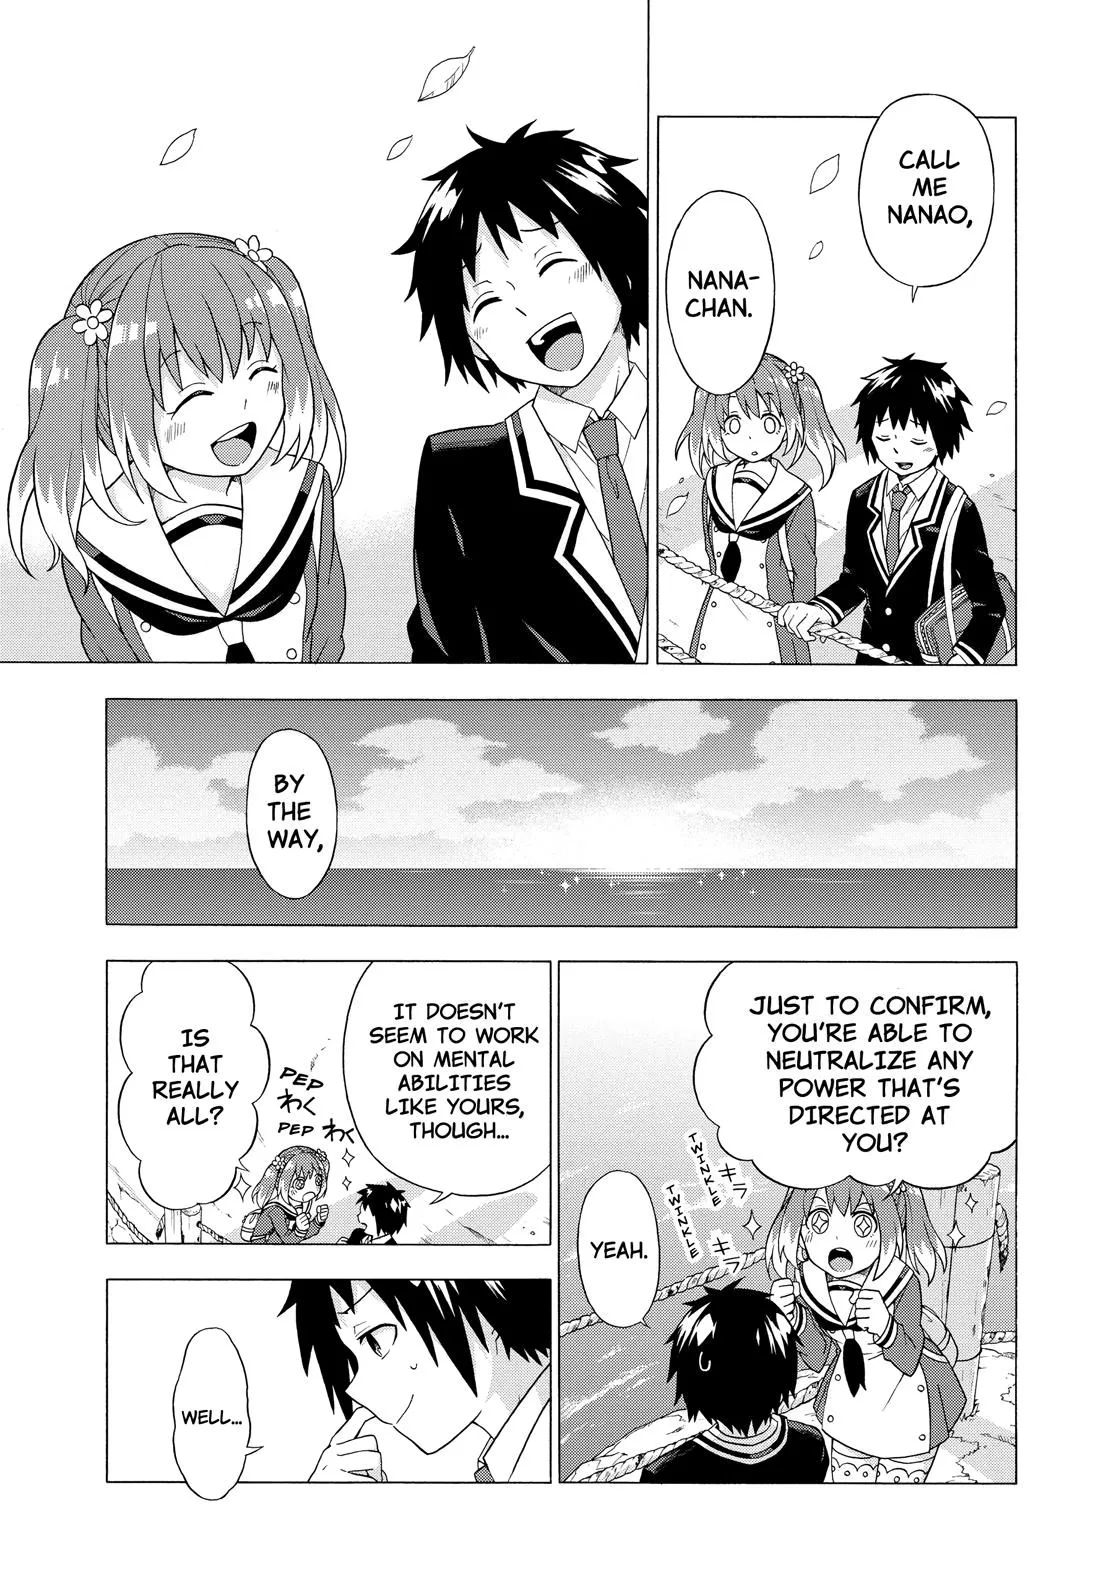 CALL
ME
NANAO,
NANA-
CHAN.
BY
THE
WAY,
JUST TO CONFIRM,
YOU'RE ABLE TO
NEUTRALIZE ANY
POWER THAT'S
DIRECTED AT
YOU?
TWINKLE
キラ
TWINKLE
キラ
YEAH.
IT DOESN'T
SEEM TO WORK
ON MENTAL
ABILITIES
LIKE YOURS,
THOUGH...
PEP
わく
PEP
わく
IS
THAT
REALLY
ALL?
WELL...